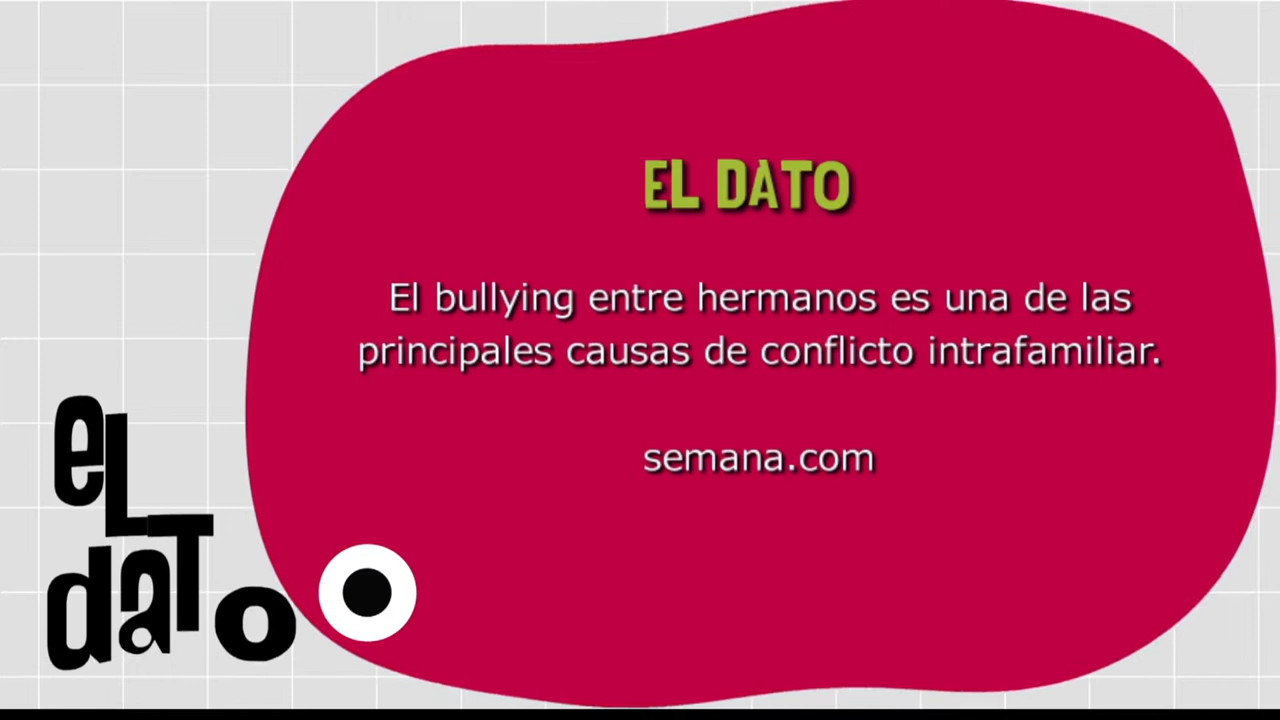 EL DATO
El bullying entre hermanos es una de las
principales causas de conflicto intrafamiliar.
semana.com
eL
daTo